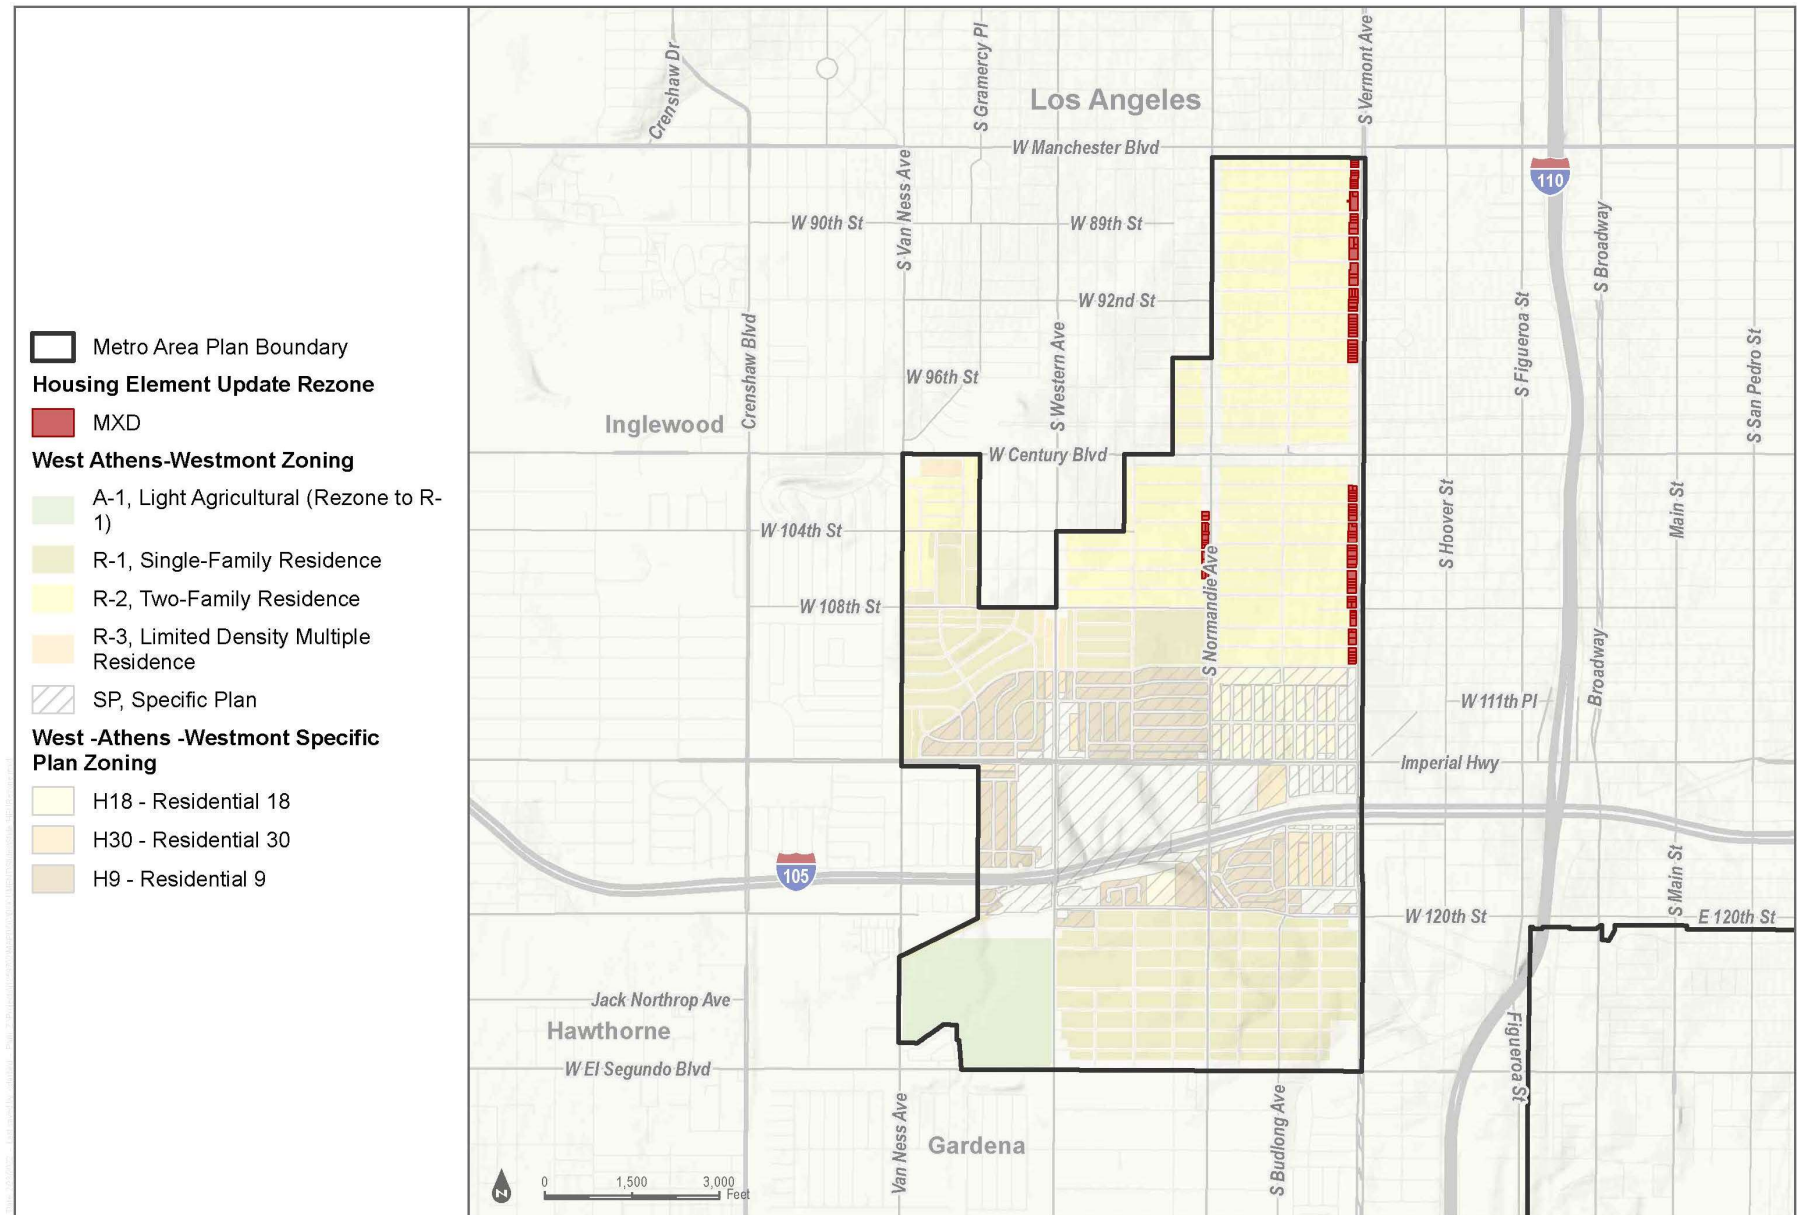 Metro Area Plan Boundary
Housing Element Update Rezone
MXD
West Athens-Westmont Zoning
A-1, Light Agricultural (Rezone to R-
1)
R-1, Single-Family Residence
R-2, Two-Family Residence
R-3, Limited Density Multiple
Residence
SP, Specific Plan
West -Athens -Westmont Specific
Plan Zoning
H18 - Residential 18
H30 - Residential 30
H9 - Residential 9
Crenshaw Dr
S Gramercy Pl
Los Angeles
S Vermont Ave
W Manchester Blvd
110
S Van Ness Ave
W 90th St
W 89th St
S Broadway
W 92nd St
Crenshaw Blvd
S Western Ave
S Figueroa St
S San Pedro St
W 96th St
Inglewood
W Century Blvd
W 104th St
S Hoover St
Main St
W 108th St
S Normandie Ave
Broadway
W 111th Pl
Imperial Hwy
105
S Main St
W 120th St
E 120th St
Jack Northrop Ave
Hawthorne
W El Segundo Blvd
Figueroa St
Van Ness Ave
Gardena
S Budlong Ave
N
0
1,500
3,000
Feet